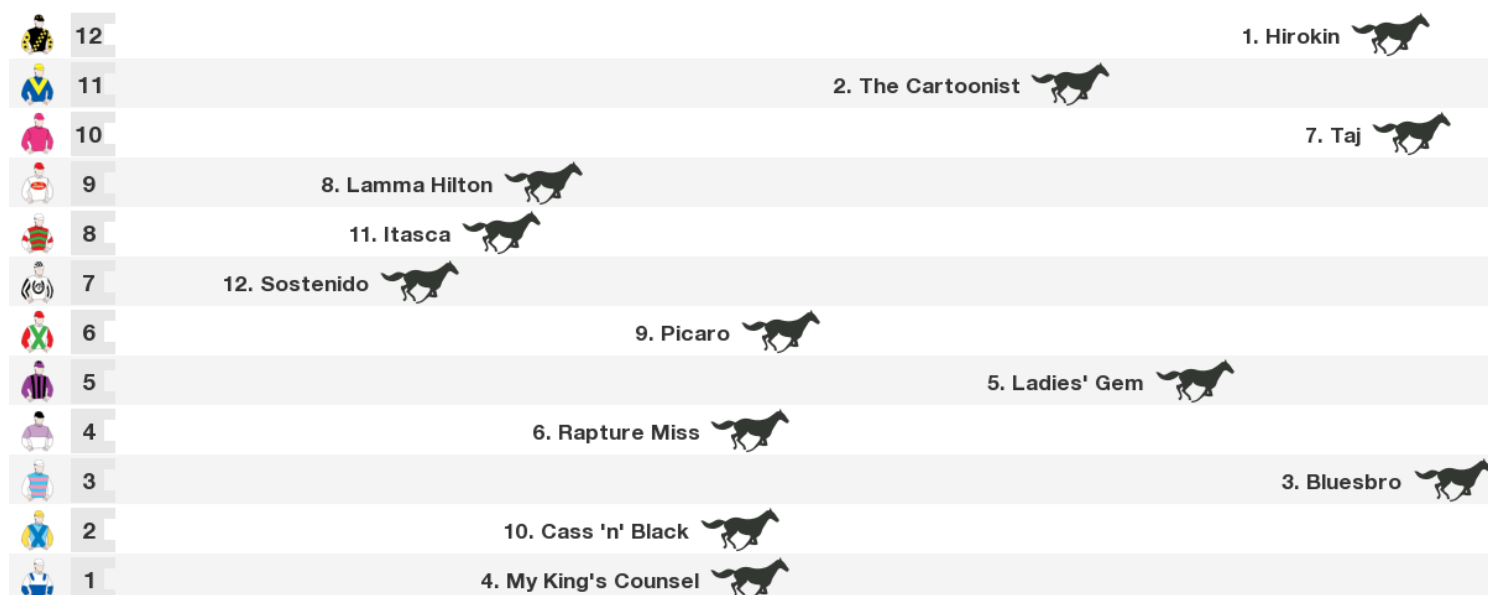 12 1. Hirokin
11 2. The Cartoonist
10 7. Taj
9 8. Lamma Hilton
8 11. Itasca
7 12. Sostenido
6 9. Picaro
5 5. Ladies' Gem
4 6. Rapture Miss
3 3. Bluesbro
2 10. Cass 'n' Black
1 4. My King's Counsel